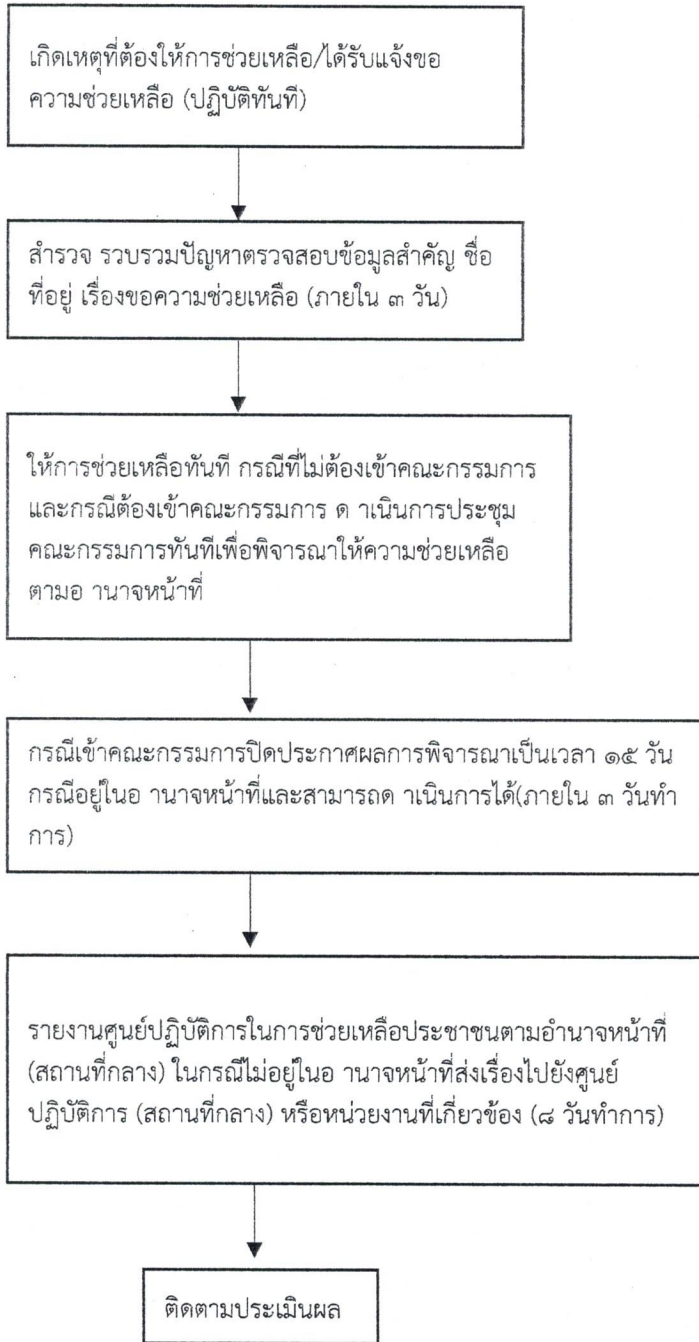 เกิดเหตุที่ต้องให้การช่วยเหลือ/ได้รับแจ้งขอ
ความช่วยเหลือ (ปฏิบัติทันที)
สำรวจ รวบรวมปัญหาตรวจสอบข้อมูลสำคัญ ชื่อ
ที่อยู่ เรื่องขอความช่วยเหลือ (ภายใน ๓ วัน)
ให้การช่วยเหลือทันที กรณีที่ไม่ต้องเข้าคณะกรรมการ
และกรณีต้องเข้าคณะกรรมการ ด าเนินการประชุม
คณะกรรมการทันทีเพื่อพิจารณาให้ความช่วยเหลือ
ตามอ านาจหน้าที่
กรณีเข้าคณะกรรมการปิดประกาศผลการพิจารณาเป็นเวลา ๑๕ วัน
กรณีอยู่ในอ านาจหน้าที่และสามารถด าเนินการได้(ภายใน ๓ วันทำ
การ)
รายงานศูนย์ปฏิบัติการในการช่วยเหลือประชาชนตามอำนาจหน้าที่
(สถานที่กลาง) ในกรณีไม่อยู่ในอ านาจหน้าที่ส่งเรื่องไปยังศูนย์
ปฏิบัติการ (สถานที่กลาง) หรือหน่วยงานที่เกี่ยวข้อง (๘ วันทำการ)
ติดตามประเมินผล